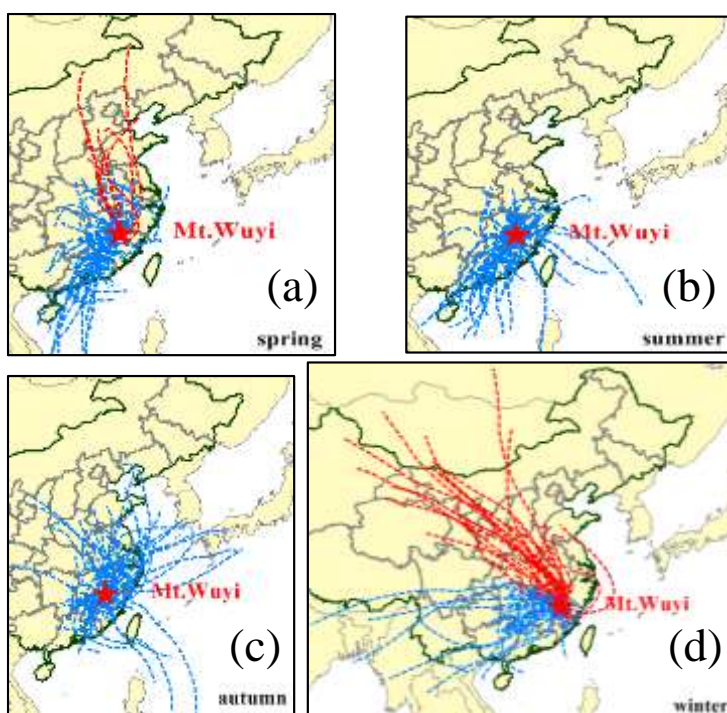 Mt.Wuyi
(a)
spring
Mt.Wuyi
(b)
summer
Mt.Wuyi
(c)
autumn
Mt.Wuyi
(d)
winter